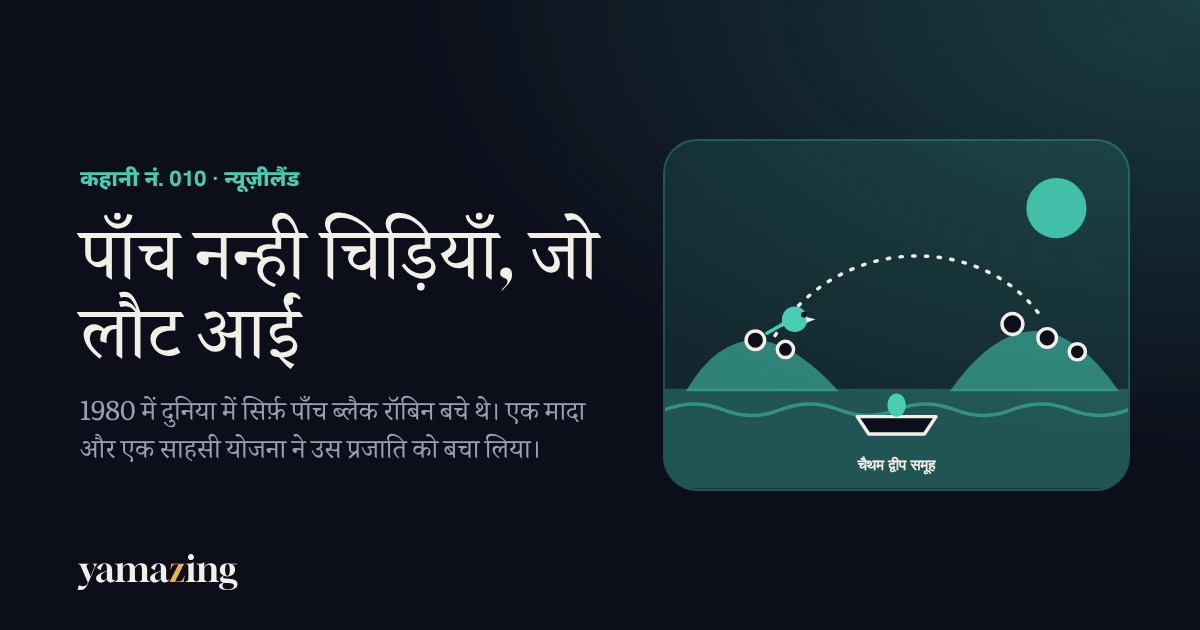 कहानी नं. 010 · न्यूज़ीलैंड
पाँच नन्ही चिड़ियाँ, जो
लौट आईं
1980 में दुनिया में सिर्फ़ पाँच ब्लैक रॉबिन बचे थे। एक मादा
और एक साहसी योजना ने उस प्रजाति को बचा लिया।
चैथम द्वीप समूह
yamazing